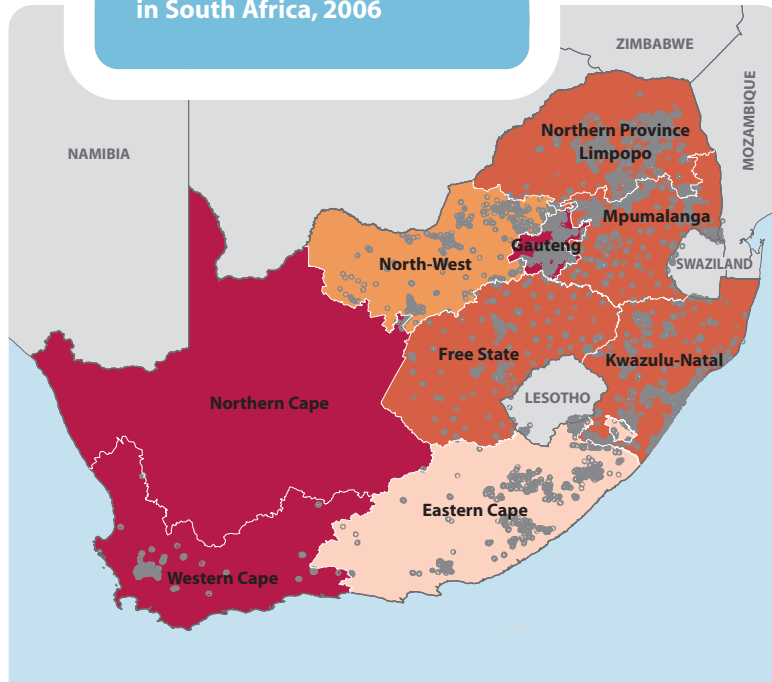 in South Africa, 2006
ZIMBABWE
MOZAMBIQUE
NAMIBIA
Northern Province
Limpopo
Mpumalanga
Gauteng
North-West
SWAZILAND
Free State
Kwazulu-Natal
LESOTHO
Northern Cape
Eastern Cape
Western Cape